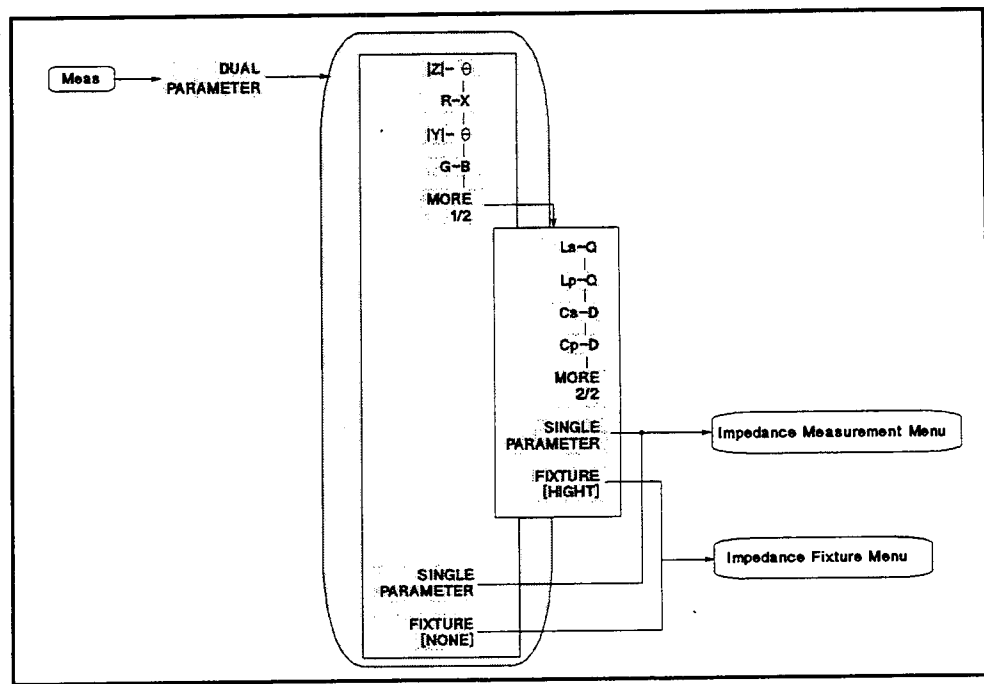 Meas
DUAL
PARAMETER
|Z|- θ
R-X
|Y|- θ
G-B
MORE
1/2
Ls-Q
Lp-Q
Cs-D
Cp-D
MORE
2/2
SINGLE
PARAMETER
Impedance Measurement Menu
FIXTURE
[HIGHT]
Impedance Fixture Menu
SINGLE
PARAMETER
FIXTURE
[NONE]